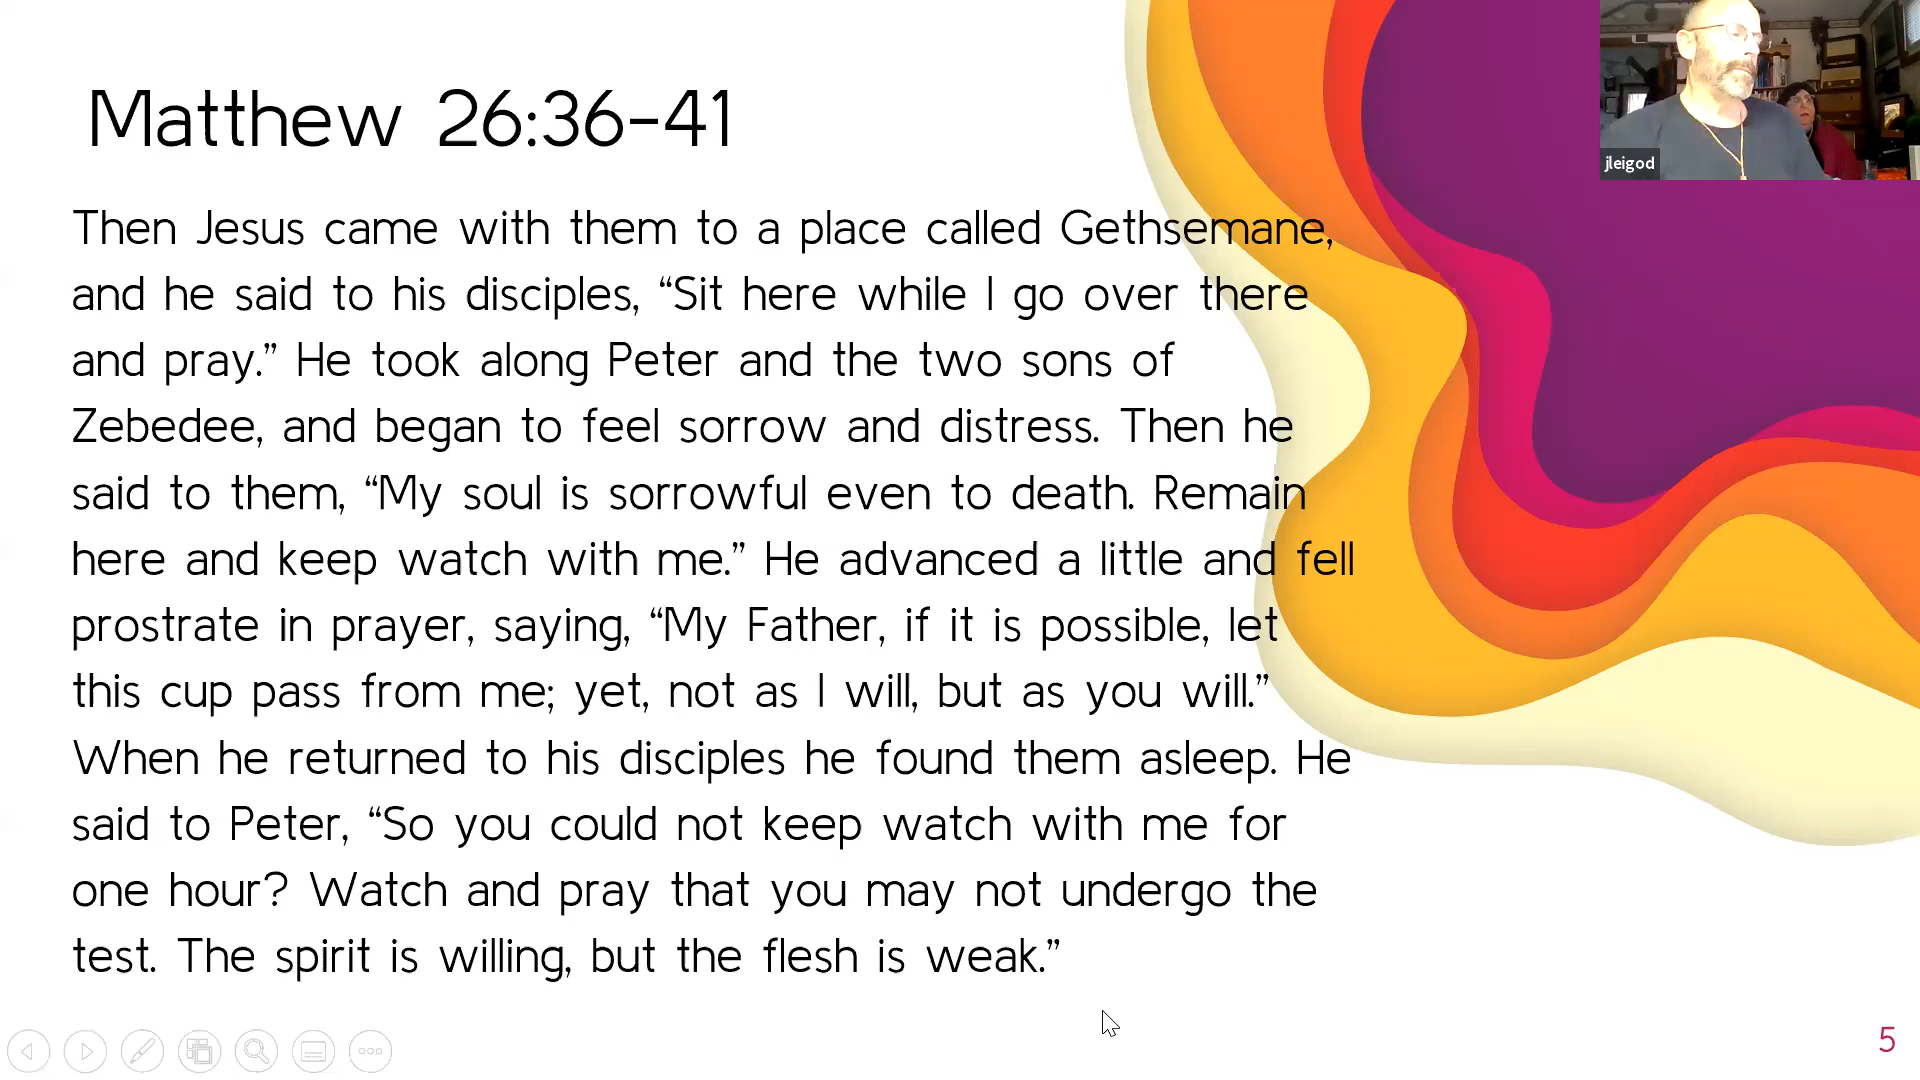 Matthew 26:36-41
jleigod
Then Jesus came with them to a place called Gethsemane,
and he said to his disciples, “Sit here while I go over there
and pray.” He took along Peter and the two sons of
Zebedee, and began to feel sorrow and distress. Then he
said to them, “My soul is sorrowful even to death. Remain
here and keep watch with me.” He advanced a little and fell
prostrate in prayer, saying, “My Father, if it is possible, let
this cup pass from me; yet, not as I will, but as you will.”
When he returned to his disciples he found them asleep. He
said to Peter, “So you could not keep watch with me for
one hour? Watch and pray that you may not undergo the
test. The spirit is willing, but the flesh is weak.”
5